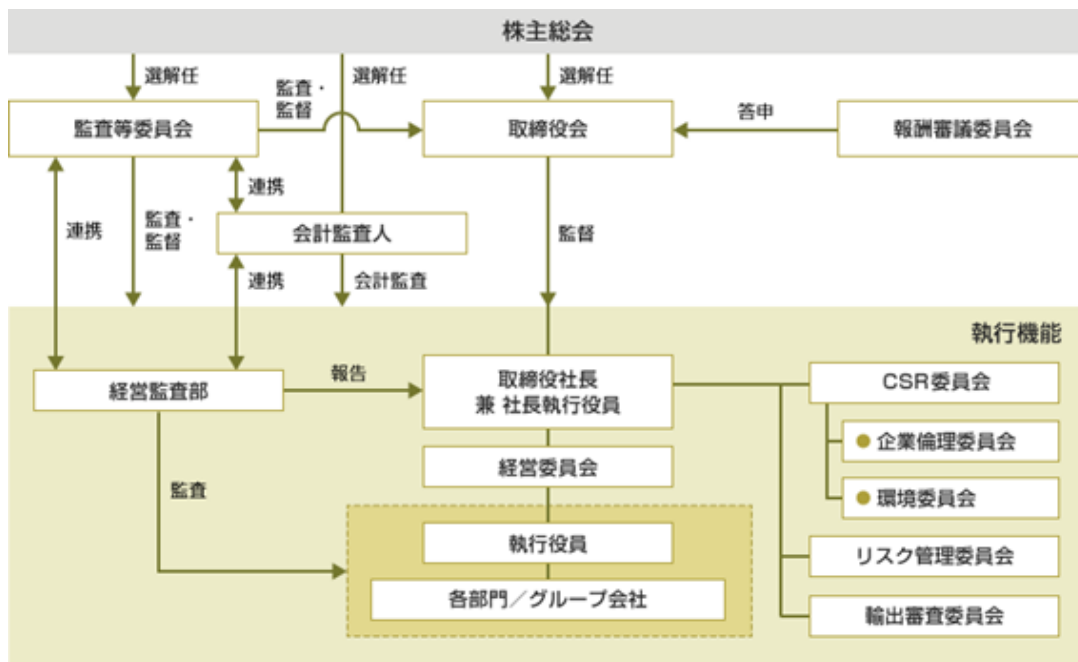 株主総会
選解任
監査・
監督
選解任
選解任
監査等委員会
取締役会
答申
報酬審議委員会
連携
監査・
監督
連携
会計監査人
監督
連携
会計監査
執行機能
経営監査部
報告
取締役社長
兼 社長執行役員
CSR委員会
企業倫理委員会
経営委員会
監査
環境委員会
執行役員
リスク管理委員会
各部門／グループ会社
輸出審査委員会